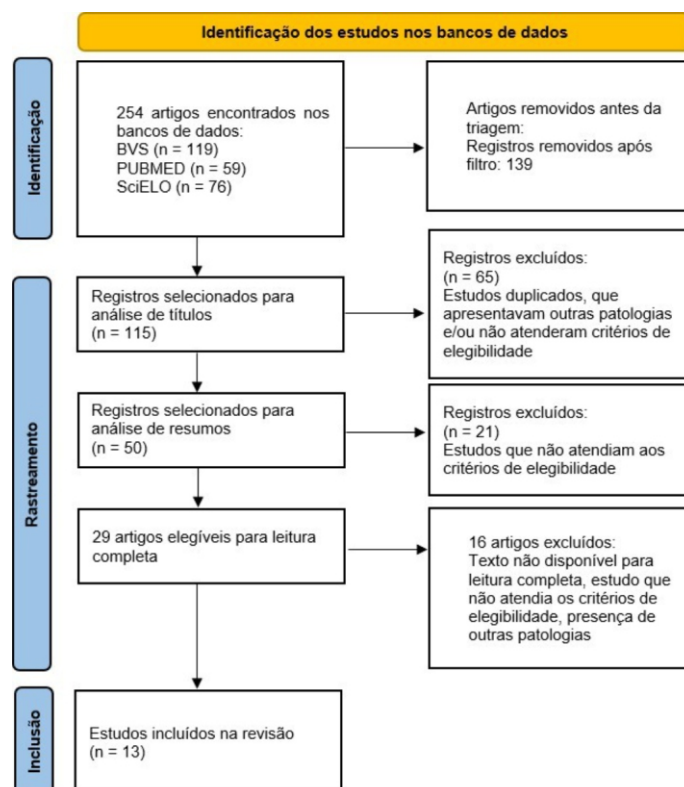 Identificação dos estudos nos bancos de dados
Identificação
254 artigos encontrados nos
bancos de dados:
BVS (n = 119)
PUBMED (n = 59)
SciELO (n = 76)
Artigos removidos antes da
triagem:
Registros removidos após
filtro: 139
Rastreamento
Registros selecionados para
análise de títulos
(n = 115)
Registros excluídos:
(n = 65)
Estudos duplicados, que
apresentavam outras patologias
e/ou não atenderam critérios de
elegibilidade
Registros selecionados para
análise de resumos
(n = 50)
Registros excluídos:
(n = 21)
Estudos que não atendiam aos
critérios de elegibilidade
29 artigos elegíveis para leitura
completa
16 artigos excluídos:
Texto não disponível para
leitura completa, estudo que
não atendia os critérios de
elegibilidade, presença de
outras patologias
Inclusão
Estudos incluídos na revisão
(n = 13)